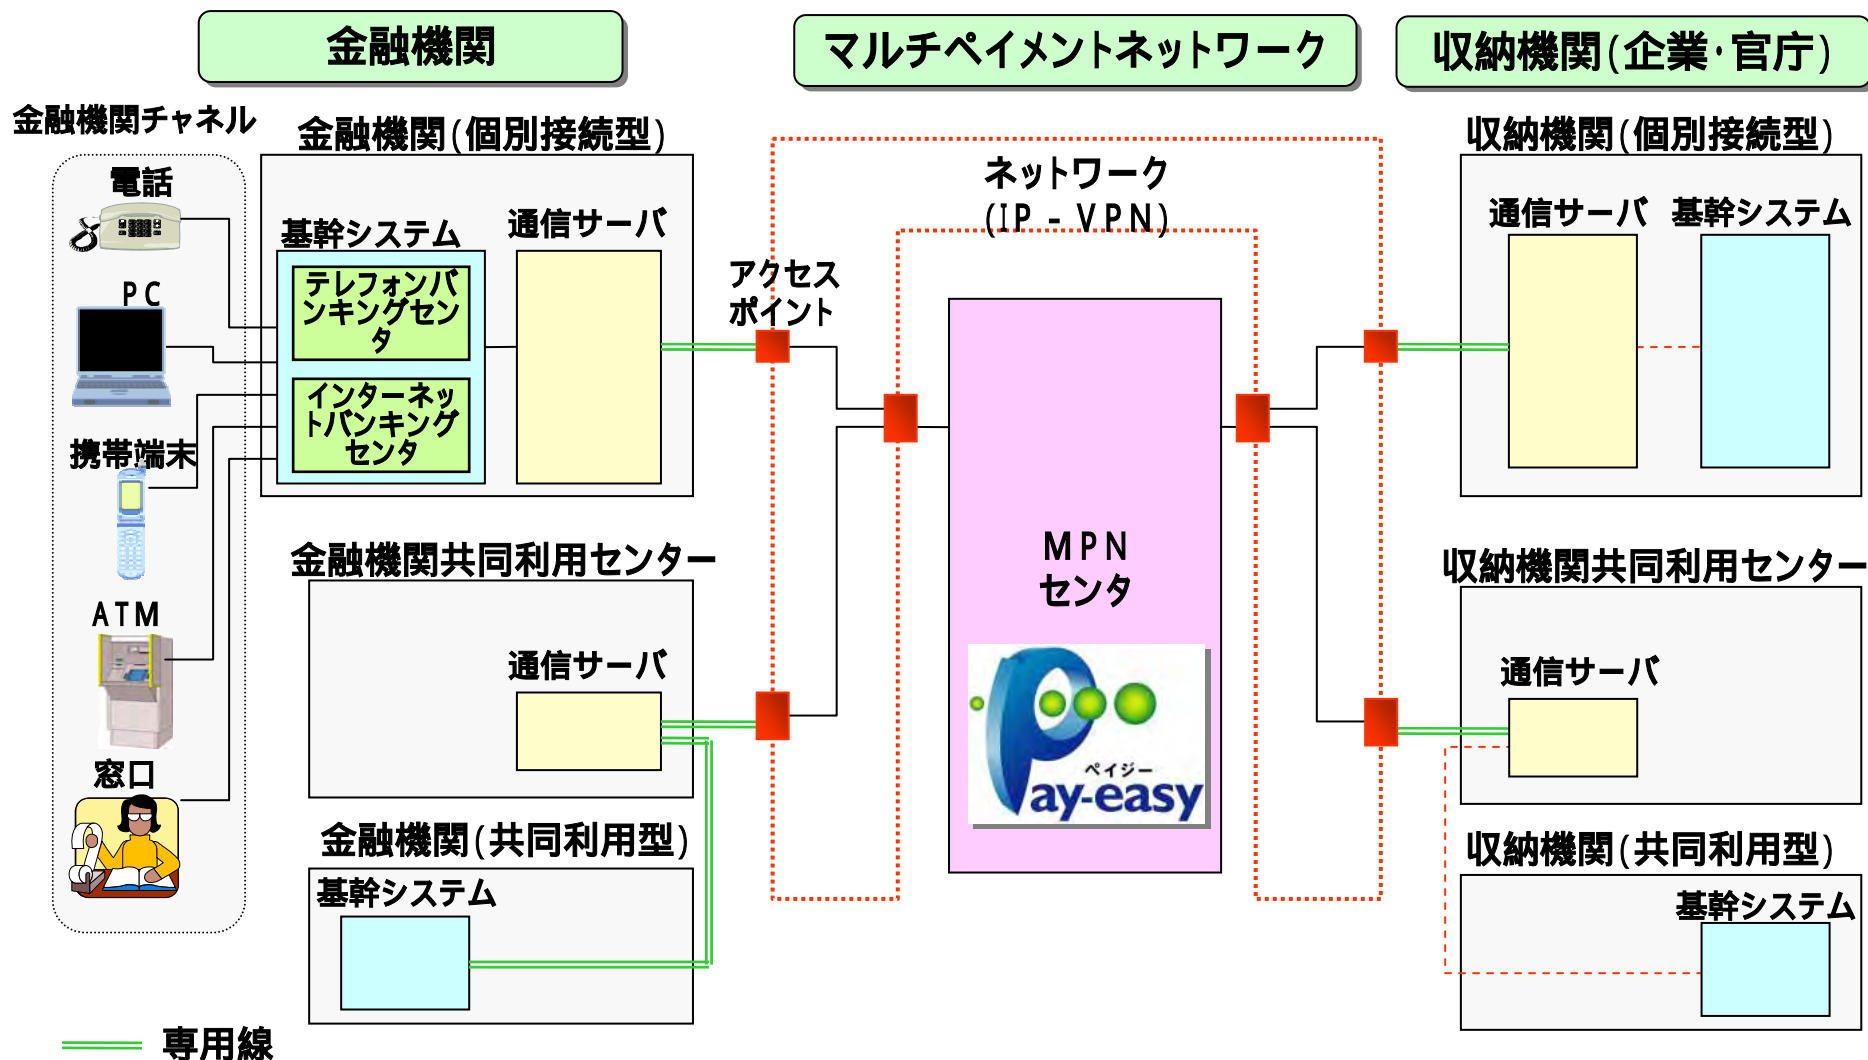 金融機関
マルチペイメントネットワーク
収納機関(企業・官庁)
金融機関チャネル
電話
PC
携帯端末
ATM
窓口
金融機関(個別接続型)
基幹システム
通信サーバ
テレフォンバ
ンキングセン
タ
インターネッ
トバンキング
センタ
金融機関共同利用センター
通信サーバ
金融機関(共同利用型)
基幹システム
専用線
アクセス
ポイント
ネットワーク
(IP-VPN)
MPN
センタ
ペイジー
Pay-easy
収納機関(個別接続型)
通信サーバ
基幹システム
収納機関共同利用センター
通信サーバ
収納機関(共同利用型)
基幹システム